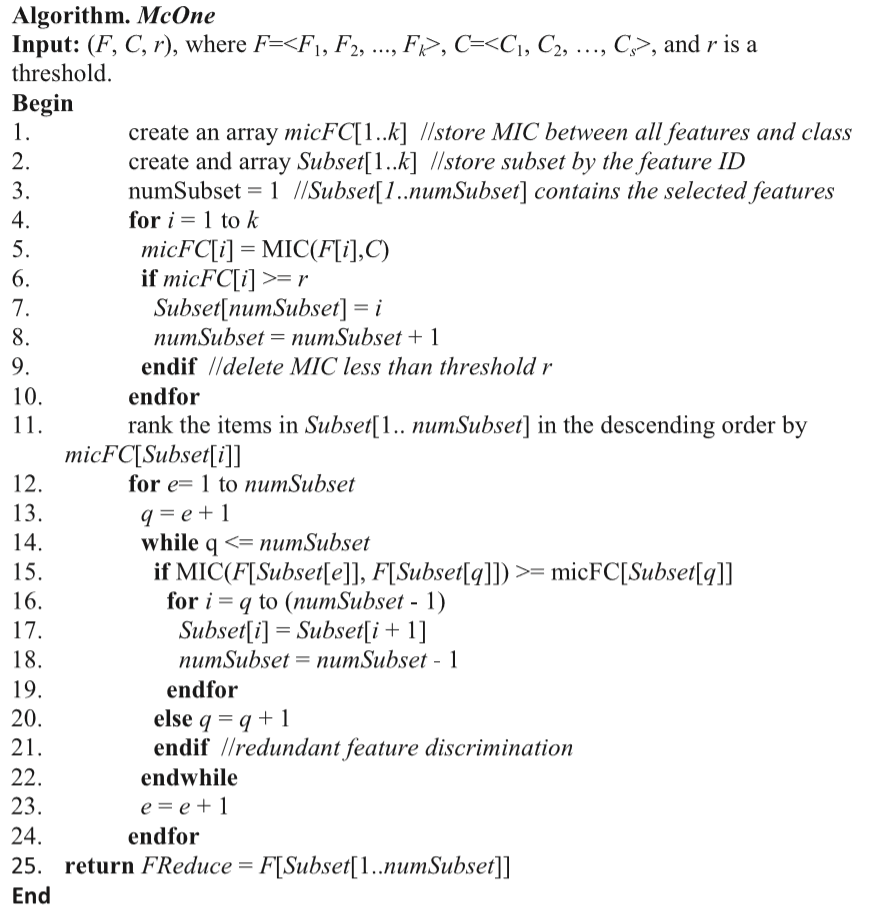 Algorithm. McOne
Input: (F, C, r), where F=<F1, F2, ..., Fk>, C=<C1, C2, …, Cs>, and r is a
threshold.
Begin
1. create an array micFC[1..k] //store MIC between all features and class
2. create and array Subset[1..k] //store subset by the feature ID
3. numSubset = 1 //Subset[1..numSubset] contains the selected features
4. for i = 1 to k
5. micFC[i] = MIC(F[i],C)
6. if micFC[i] >= r
7. Subset[numSubset] = i
8. numSubset = numSubset + 1
9. endif //delete MIC less than threshold r
10. endfor
11. rank the items in Subset[1.. numSubset] in the descending order by
micFC[Subset[i]]
12. for e= 1 to numSubset
13. q = e + 1
14. while q <= numSubset
15. if MIC(F[Subset[e]], F[Subset[q]]) >= micFC[Subset[q]]
16. for i = q to (numSubset - 1)
17. Subset[i] = Subset[i + 1]
18. numSubset = numSubset - 1
19. endfor
20. else q = q + 1
21. endif //redundant feature discrimination
22. endwhile
23. e = e + 1
24. endfor
25. return FReduce = F[Subset[1..numSubset]]
End